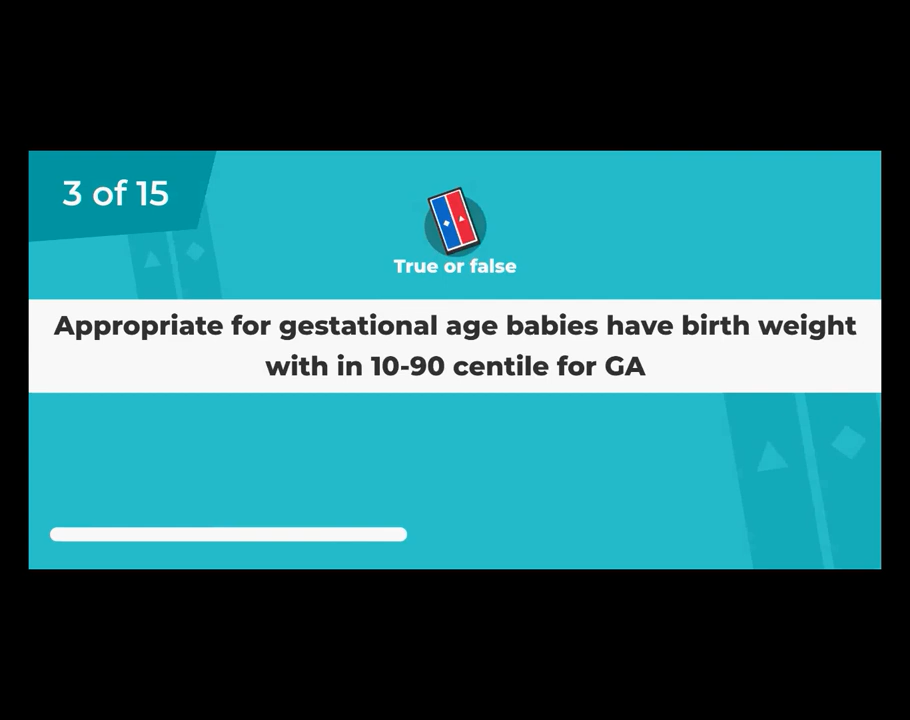 3 of 15
True or false
Appropriate for gestational age babies have birth weight
with in 10-90 centile for GA